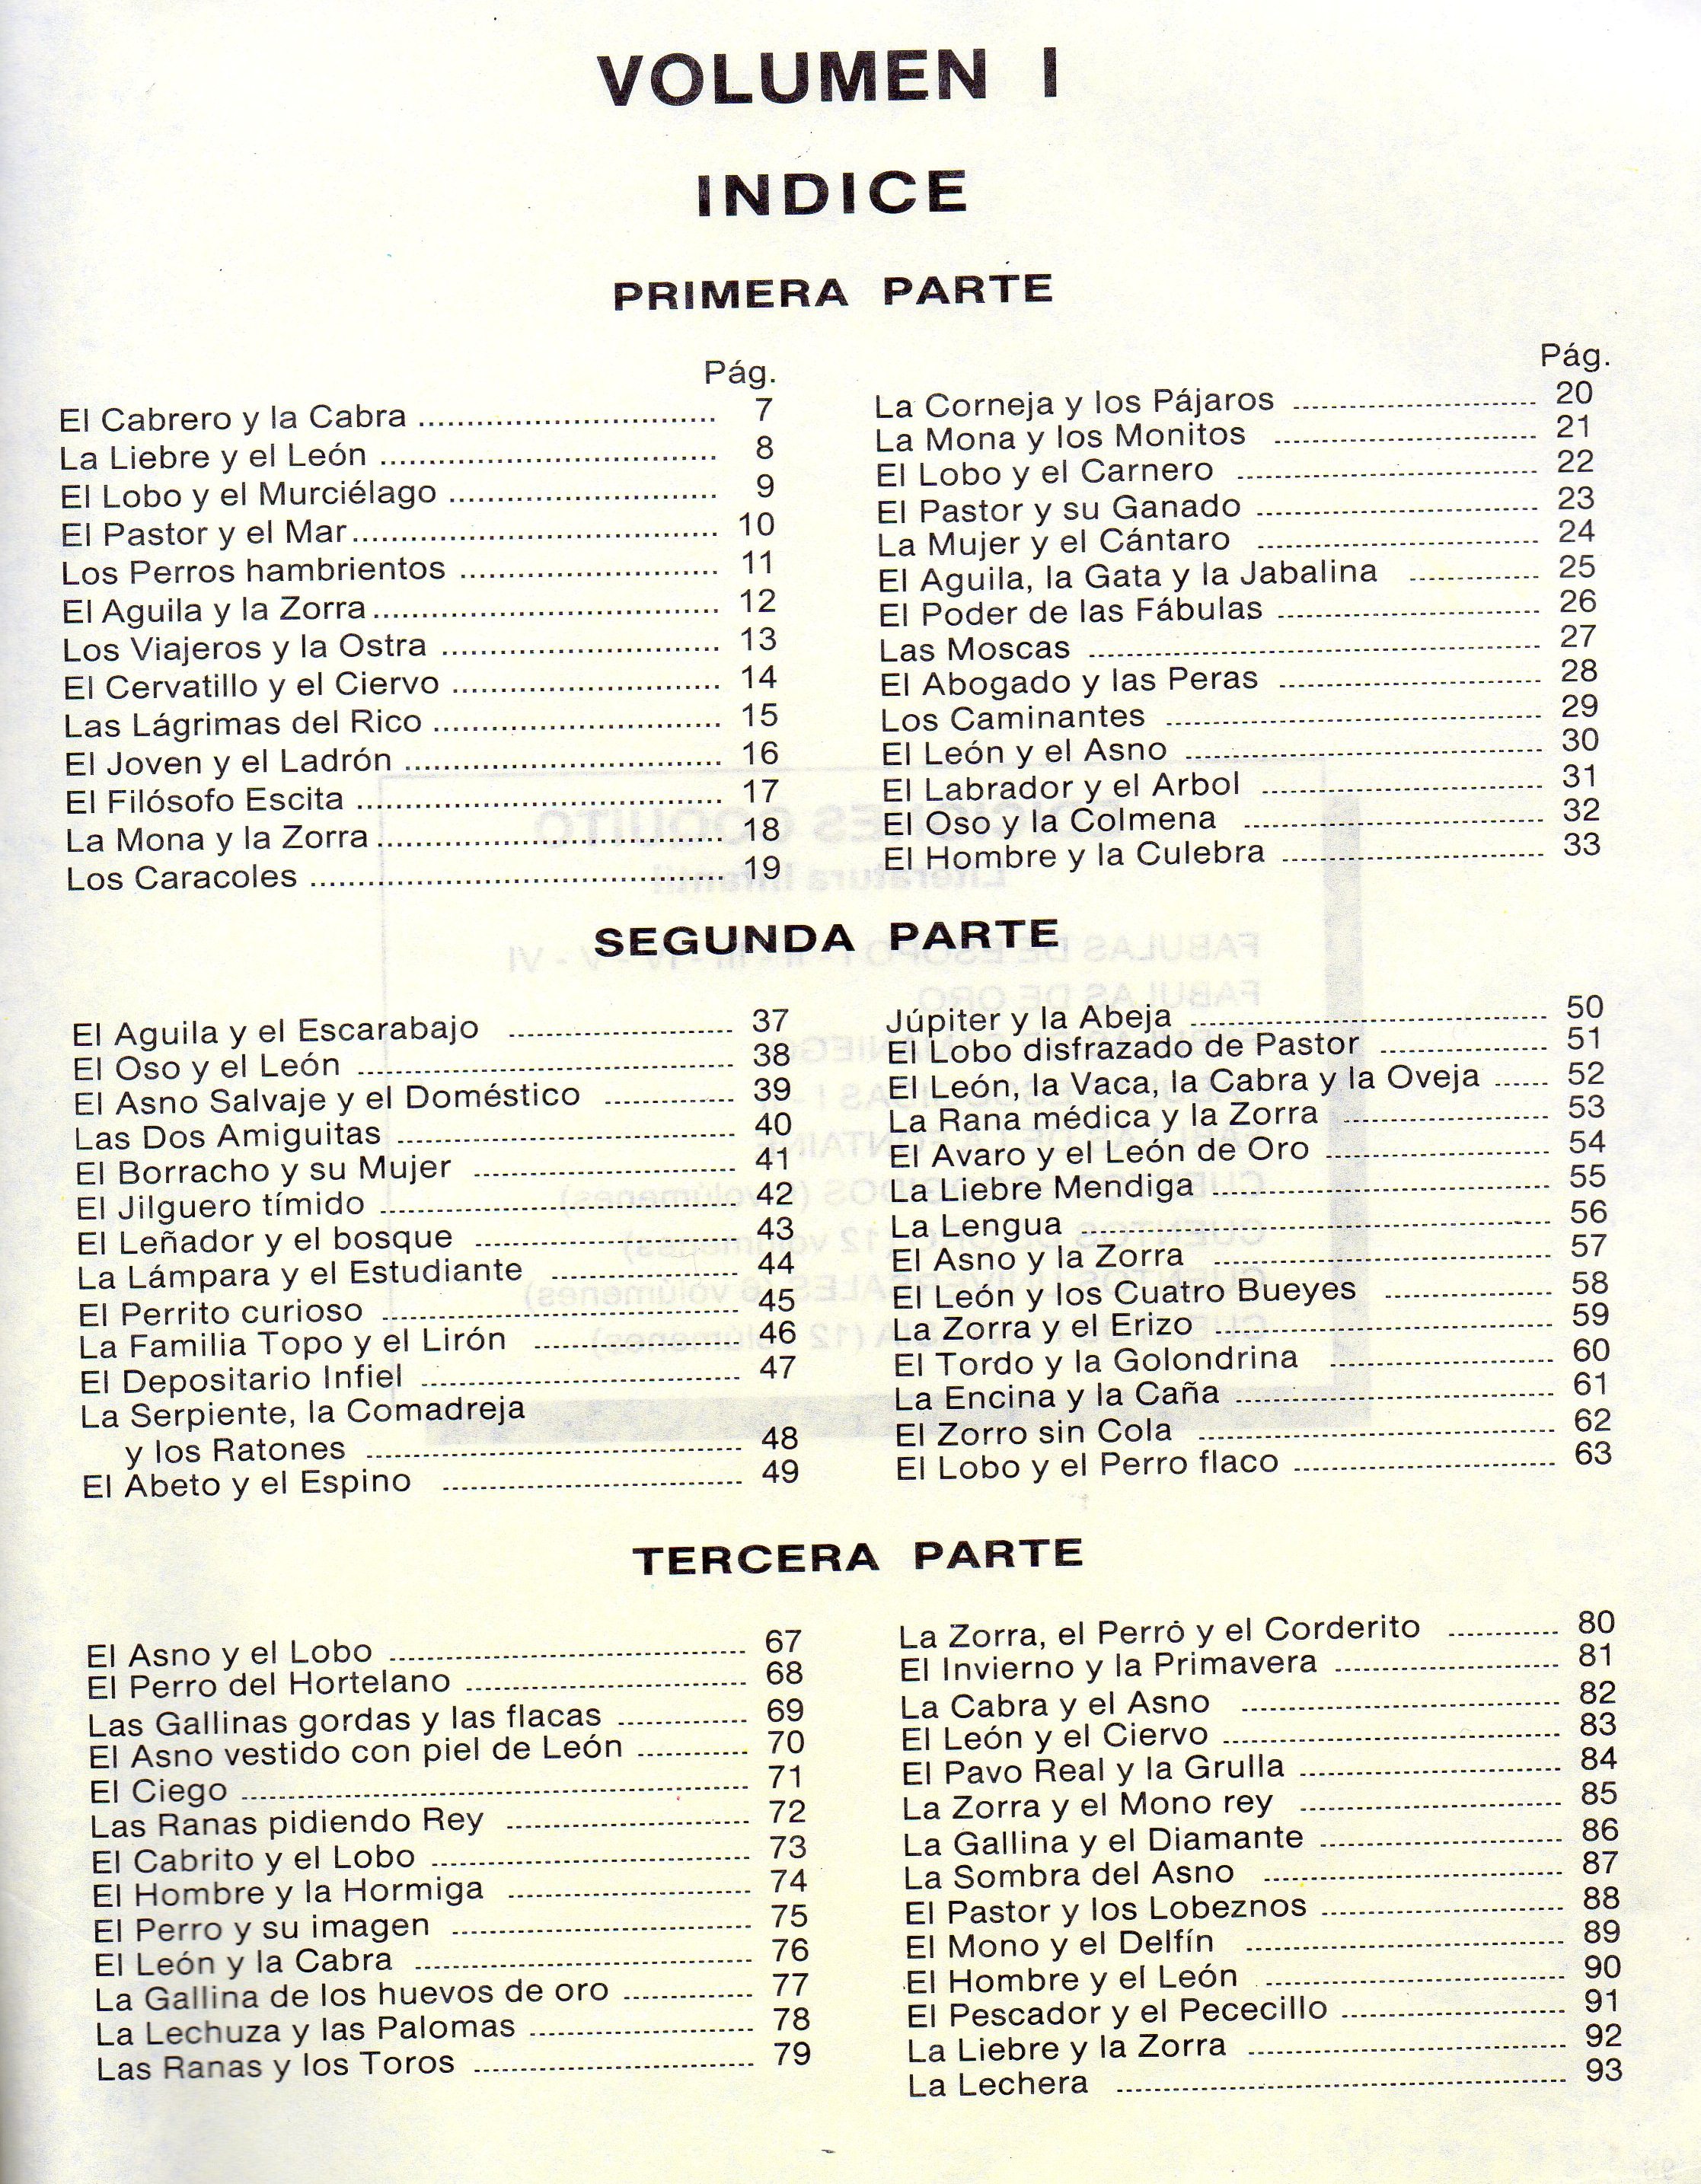 VOLUMEN I
INDICE
PRIMERA PARTE
Pág.
El Cabrero y la Cabra ............................... 7
La Liebre y el León ................................... 8
El Lobo y el Murciélago ............................ 9
El Pastor y el Mar...................................... 10
Los Perros hambrientos ........................... 11
El Aguila y la Zorra.................................... 12
Los Viajeros y la Ostra ............................. 13
El Cervatillo y el Ciervo ............................ 14
Las Lágrimas del Rico .............................. 15
El Joven y el Ladrón ................................. 16
El Filósofo Escita ...................................... 17
La Mona y la Zorra.................................... 18
Los Caracoles ........................................... 19
Pág.
La Corneja y los Pájaros .......................... 20
La Mona y los Monitos ............................ 21
El Lobo y el Carnero ................................ 22
El Pastor y su Ganado .............................. 23
La Mujer y el Cántaro .............................. 24
El Aguila, la Gata y la Jabalina .............. 25
El Poder de las Fábulas ............................ 26
Las Moscas ................................................ 27
El Abogado y las Peras ............................ 28
Los Caminantes ........................................ 29
El León y el Asno ...................................... 30
El Labrador y el Arbol .............................. 31
El Oso y la Colmena ................................ 32
El Hombre y la Culebra ............................ 33
SEGUNDA PARTE
El Aguila y el Escarabajo ........................ 37
El Oso y el León ........................................ 38
El Asno Salvaje y el Doméstico .............. 39
Las Dos Amiguitas .................................... 40
El Borracho y su Mujer ............................ 41
El Jilguero tímido ...................................... 42
El Leñador y el bosque ............................ 43
La Lámpara y el Estudiante .................... 44
El Perrito curioso ...................................... 45
La Familia Topo y el Lirón ...................... 46
El Depositario Infiel .................................. 47
La Serpiente, la Comadreja
y los Ratones ........................................ 48
El Abeto y el Espino ................................ 49
Júpiter y la Abeja ...................................... 50
El Lobo disfrazado de Pastor .................. 51
El León, la Vaca, la Cabra y la Oveja ...... 52
La Rana médica y la Zorra ...................... 53
El Avaro y el León de Oro ........................ 54
La Liebre Mendiga .................................... 55
La Lengua .................................................. 56
El Asno y la Zorra .................................... 57
El León y los Cuatro Bueyes .................. 58
La Zorra y el Erizo .................................... 59
El Tordo y la Golondrina ........................ 60
La Encina y la Caña .................................. 61
El Zorro sin Cola ...................................... 62
El Lobo y el Perro flaco ............................ 63
TERCERA PARTE
El Asno y el Lobo ...................................... 67
El Perro del Hortelano .............................. 68
Las Gallinas gordas y las flacas .............. 69
El Asno vestido con piel de León ............ 70
El Ciego ...................................................... 71
Las Ranas pidiendo Rey .......................... 72
El Cabrito y el Lobo .................................. 73
El Hombre y la Hormiga .......................... 74
El Perro y su imagen ................................ 75
El León y la Cabra .................................... 76
La Gallina de los huevos de oro .............. 77
La Lechuza y las Palomas ........................ 78
Las Ranas y los Toros .............................. 79
La Zorra, el Perro y el Corderito ............ 80
El Invierno y la Primavera ........................ 81
La Cabra y el Asno .................................. 82
El León y el Ciervo .................................... 83
El Pavo Real y la Grulla ............................ 84
La Zorra y el Mono rey ............................ 85
La Gallina y el Diamante .......................... 86
La Sombra del Asno ................................ 87
El Pastor y los Lobeznos .......................... 88
El Mono y el Delfín .................................. 89
El Hombre y el León ................................ 90
El Pescador y el Pececillo ........................ 91
La Liebre y la Zorra .................................. 92
La Lechera ................................................ 93